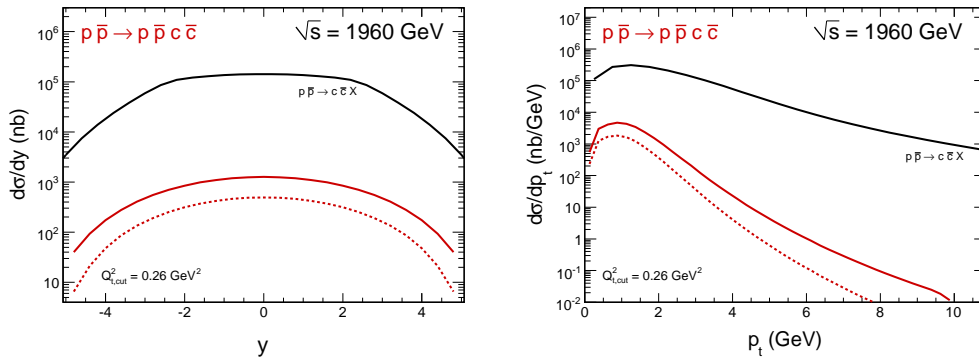 p p̅ → p p̅ c c̅
√s = 1960 GeV
dσ/dy (nb)
10⁶
10⁵
10⁴
10³
10²
10
p p̅ → c c̅ X
Q²t,cut = 0.26 GeV²
-4 -2 0 2 4
y
p p̅ → p p̅ c c̅
√s = 1960 GeV
dσ/dpₜ (nb/GeV)
10⁷
10⁶
10⁵
10⁴
10³
10²
10
1
10⁻¹
10⁻²
p p̅ → c c̅ X
Q²t,cut = 0.26 GeV²
0 2 4 6 8 10
pₜ (GeV)